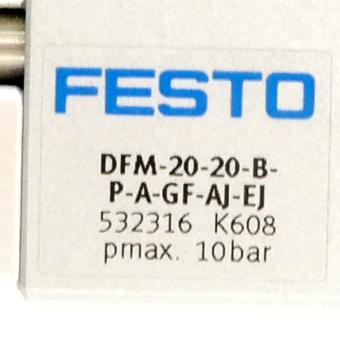 FESTO
DFM-20-20-B-
P-A-GF-AJ-EJ
532316 K608
pmax. 10bar